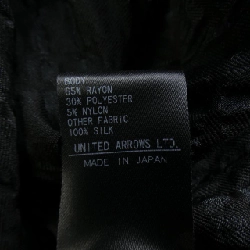 BODY
65% RAYON
30% POLYESTER
5% NYLON
OTHER FABRIC
100% SILK
UNITED ARROWS LTD.
MADE IN JAPAN